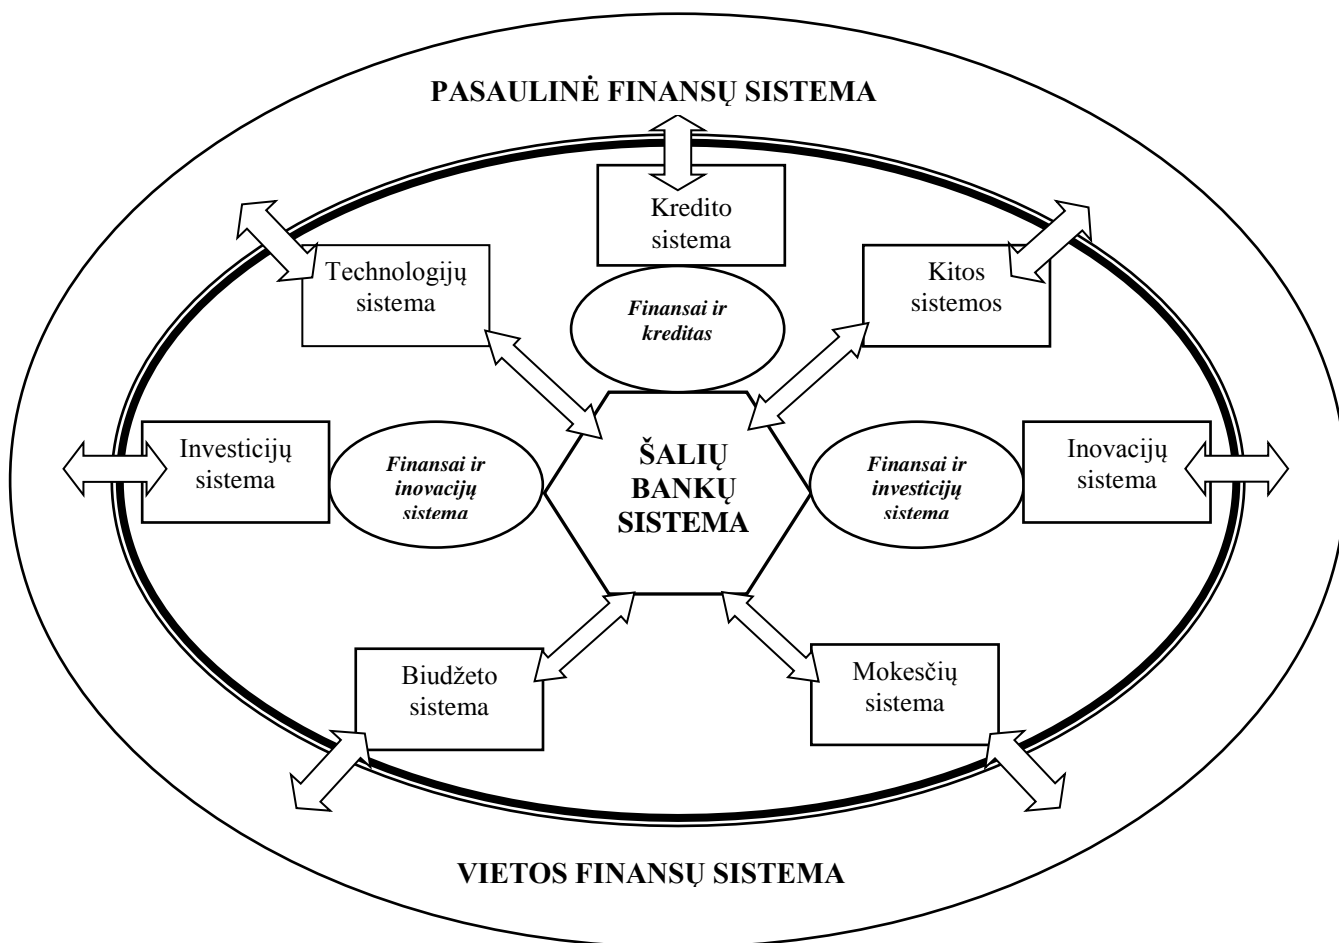 PASAULINĖ FINANSŲ SISTEMA
Kredito
sistema
Technologijų
sistema
Kitos
sistemos
Finansai ir
kreditas
Investicijų
sistema
Finansai ir
inovacijų
sistema
ŠALIŲ
BANKŲ
SISTEMA
Finansai ir
investicijų
sistema
Inovacijų
sistema
Biudžeto
sistema
Mokesčių
sistema
VIETOS FINANSŲ SISTEMA